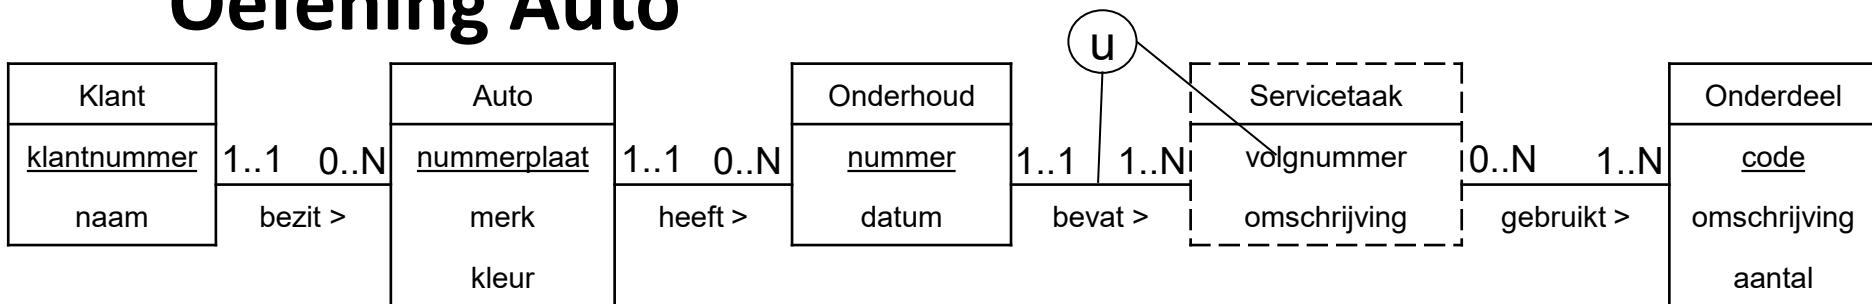 Oefening Auto
u
Klant
klantnummer
naam
1..1 0..N
bezit >
Auto
nummerplaat
merk
kleur
1..1 0..N
heeft >
Onderhoud
nummer
datum
1..1 1..N
bevat >
Servicetaak
volgnummer
omschrijving
0..N 1..N
gebruikt >
Onderdeel
code
omschrijving
aantal